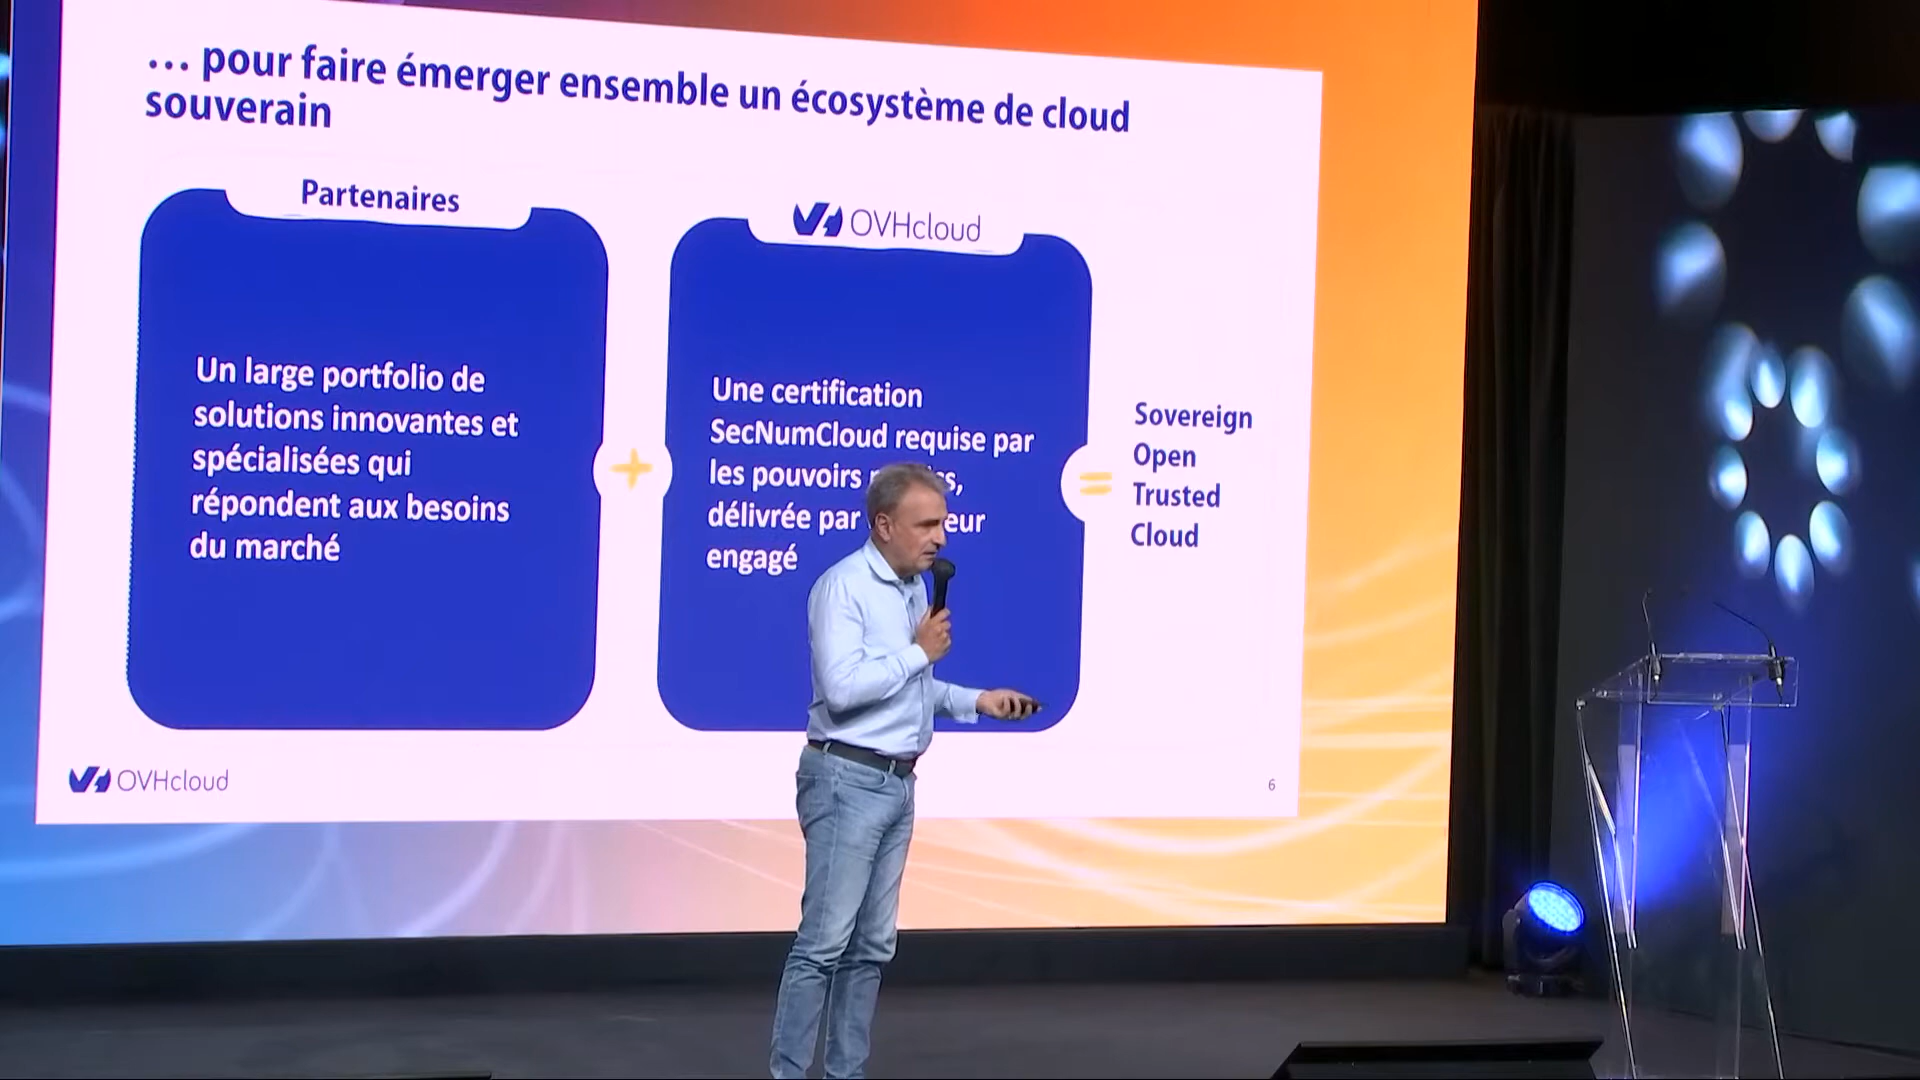 … pour faire émerger ensemble un écosystème de cloud
souverain
Partenaires
Un large portfolio de
solutions innovantes et
spécialisées qui
répondent aux besoins
du marché
+
OVHcloud
Une certification
SecNumCloud requise par
les pouvoirs
délivrée par
engagé
=
Sovereign
Open
Trusted
Cloud
OVHcloud
6